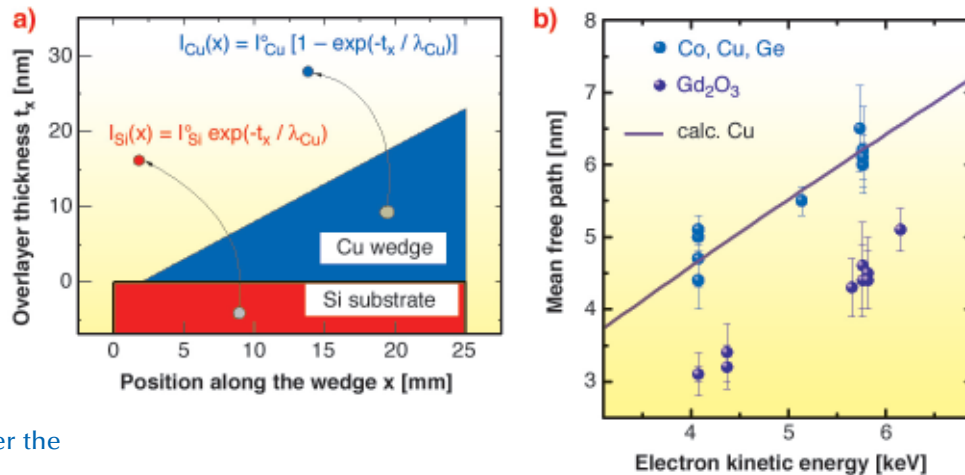 a)
I_Cu(x) = I°_Cu [1 − exp(-t_x / λ_Cu)]
I_Si(x) = I°_Si exp(-t_x / λ_Cu)
Overlayer thickness t_x [nm]
30
20
10
0
Cu wedge
Si substrate
0 5 10 15 20 25
Position along the wedge x [mm]
b)
Co, Cu, Ge
Gd₂O₃
calc. Cu
Mean free path [nm]
8
7
6
5
4
3
4 5 6
Electron kinetic energy [keV]
er the